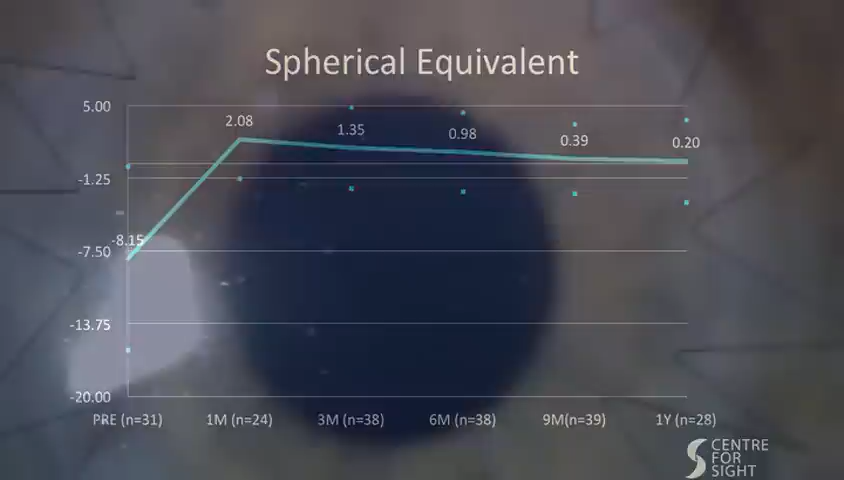 Spherical Equivalent
5.00
-1.25
-7.50
-13.75
-20.00
-8.15
2.08
1.35
0.98
0.39
0.20
PRE (n=31)
1M (n=24)
3M (n=38)
6M (n=38)
9M(n=39)
1Y (n=28)
CENTRE
FOR
SIGHT